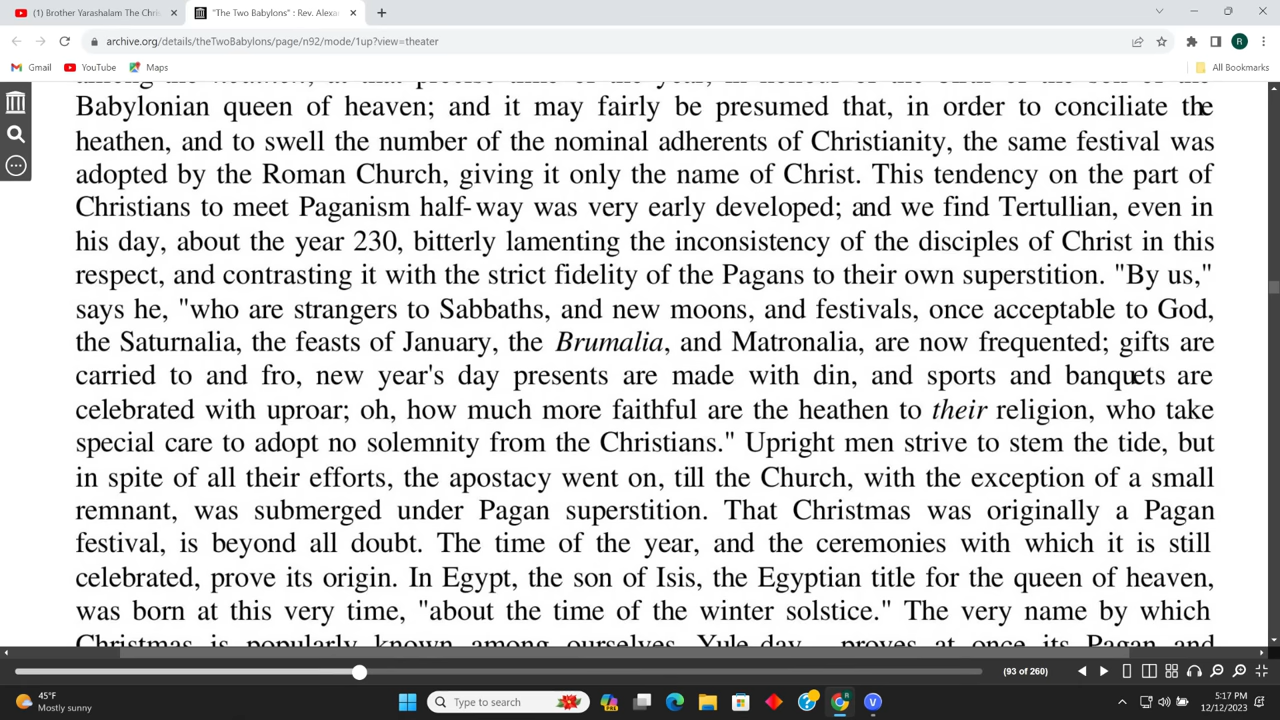 (1) Brother Yarashalam The Chri
"The Two Babylons" : Rev. Alexa
archive.org/details/theTwoBabylons/page/n92/mode/1up?view=theater
Gmail YouTube Maps All Bookmarks
Babylonian queen of heaven; and it may fairly be presumed that, in order to conciliate the
heathen, and to swell the number of the nominal adherents of Christianity, the same festival was
adopted by the Roman Church, giving it only the name of Christ. This tendency on the part of
Christians to meet Paganism half-way was very early developed; and we find Tertullian, even in
his day, about the year 230, bitterly lamenting the inconsistency of the disciples of Christ in this
respect, and contrasting it with the strict fidelity of the Pagans to their own superstition. "By us,"
says he, "who are strangers to Sabbaths, and new moons, and festivals, once acceptable to God,
the Saturnalia, the feasts of January, the Brumalia, and Matronalia, are now frequented; gifts are
carried to and fro, new year's day presents are made with din, and sports and banquets are
celebrated with uproar; oh, how much more faithful are the heathen to their religion, who take
special care to adopt no solemnity from the Christians." Upright men strive to stem the tide, but
in spite of all their efforts, the apostacy went on, till the Church, with the exception of a small
remnant, was submerged under Pagan superstition. That Christmas was originally a Pagan
festival, is beyond all doubt. The time of the year, and the ceremonies with which it is still
celebrated, prove its origin. In Egypt, the son of Isis, the Egyptian title for the queen of heaven,
was born at this very time, "about the time of the winter solstice." The very name by which
Christmas is popularly known among ourselves Yule day proves at once its Pagan and
(93 of 260)
45°F
Mostly sunny
Type to search
5:17 PM
12/12/2023